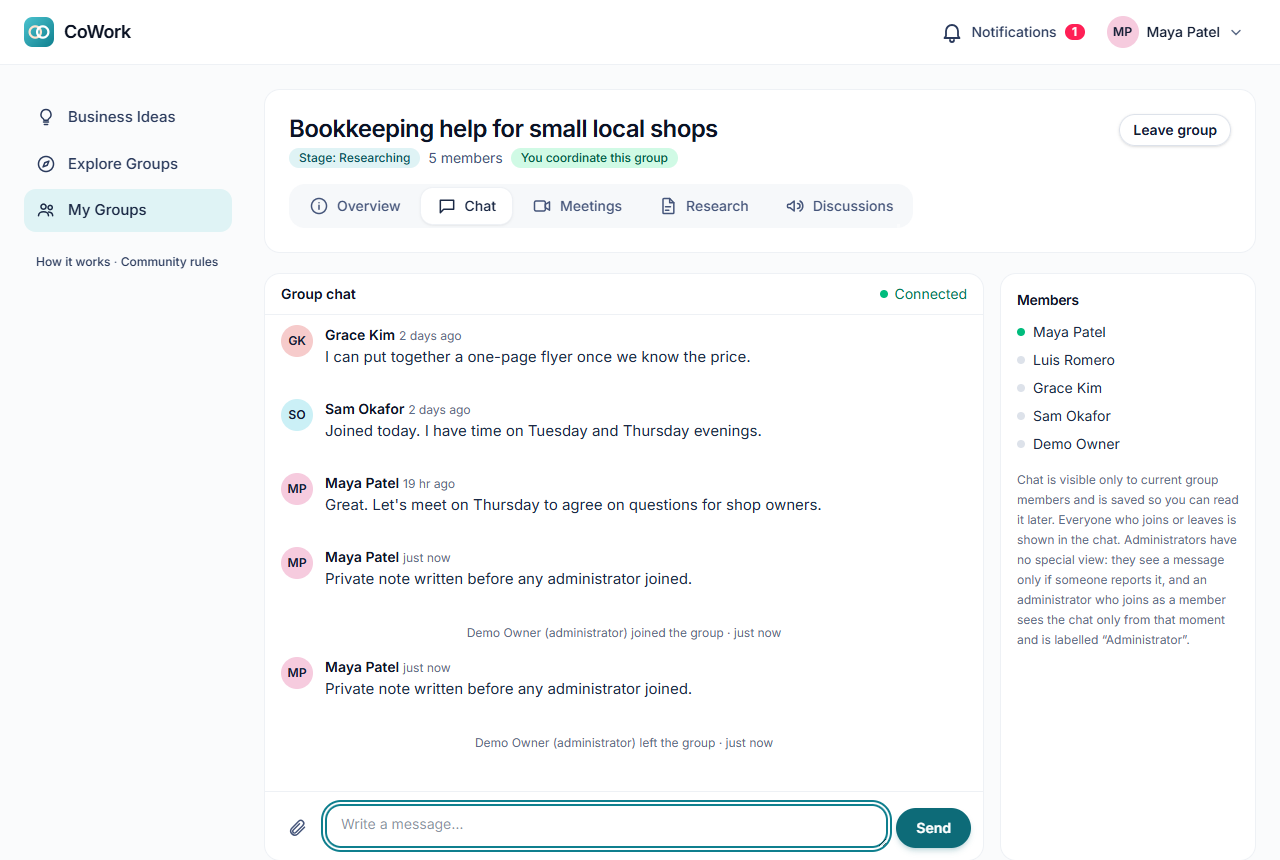 CoWork
Notifications 1
MP Maya Patel
Business Ideas
Explore Groups
My Groups
How it works · Community rules
Bookkeeping help for small local shops
Leave group
Stage: Researching 5 members You coordinate this group
Overview Chat Meetings Research Discussions
Group chat
Connected
GK Grace Kim 2 days ago
I can put together a one-page flyer once we know the price.
SO Sam Okafor 2 days ago
Joined today. I have time on Tuesday and Thursday evenings.
MP Maya Patel 19 hr ago
Great. Let's meet on Thursday to agree on questions for shop owners.
MP Maya Patel just now
Private note written before any administrator joined.
Demo Owner (administrator) joined the group · just now
MP Maya Patel just now
Private note written before any administrator joined.
Demo Owner (administrator) left the group · just now
Write a message...
Send
Members
Maya Patel
Luis Romero
Grace Kim
Sam Okafor
Demo Owner
Chat is visible only to current group
members and is saved so you can read
it later. Everyone who joins or leaves is
shown in the chat. Administrators have
no special view: they see a message
only if someone reports it, and an
administrator who joins as a member
sees the chat only from that moment
and is labelled “Administrator”.